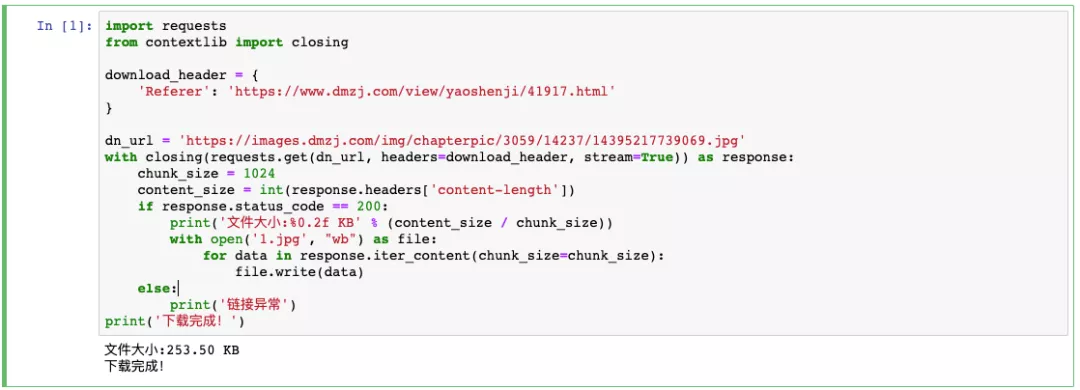 In [1]:
import requests
from contextlib import closing
download_header = {
    'Referer': 'https://www.dmzj.com/view/yaoshenji/41917.html'
}
dn_url = 'https://images.dmzj.com/img/chapterpic/3059/14237/14395217739069.jpg'
with closing(requests.get(dn_url, headers=download_header, stream=True)) as response:
    chunk_size = 1024
    content_size = int(response.headers['content-length'])
    if response.status_code == 200:
        print('文件大小:%0.2f KB' % (content_size / chunk_size))
        with open('1.jpg', "wb") as file:
            for data in response.iter_content(chunk_size=chunk_size):
                file.write(data)
    else:
        print('链接异常')
print('下载完成！')
文件大小:253.50 KB
下载完成！